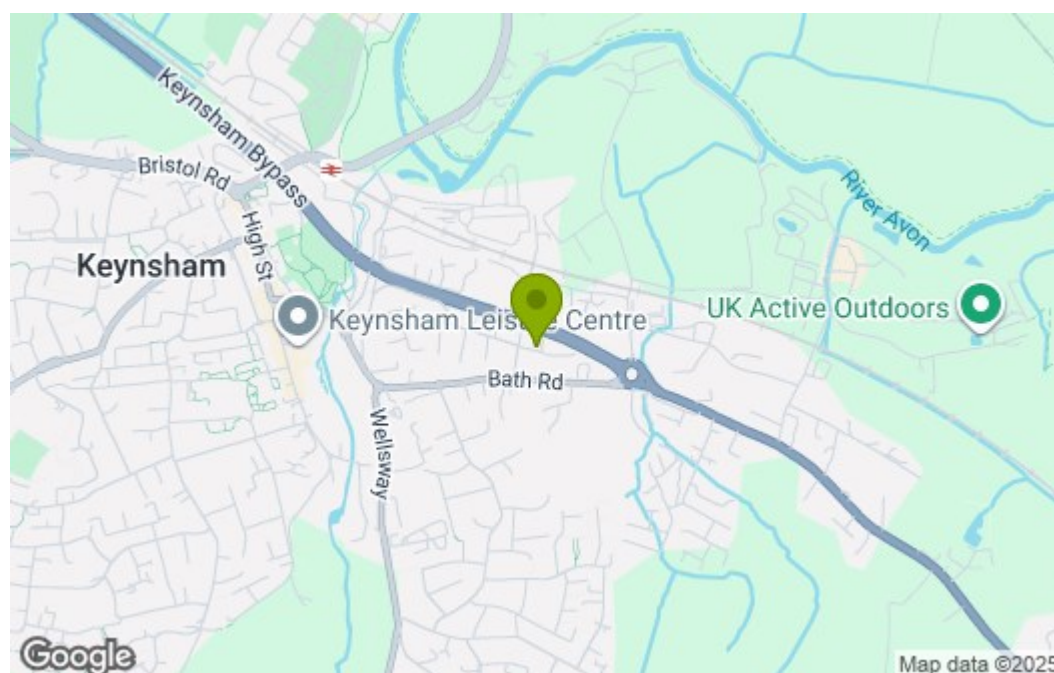 Keynsham Bypass
Bristol Rd
High St
Keynsham
Keynsham Leisure Centre
Bath Rd
Wellsway
River Avon
UK Active Outdoors
Google
Map data ©2025